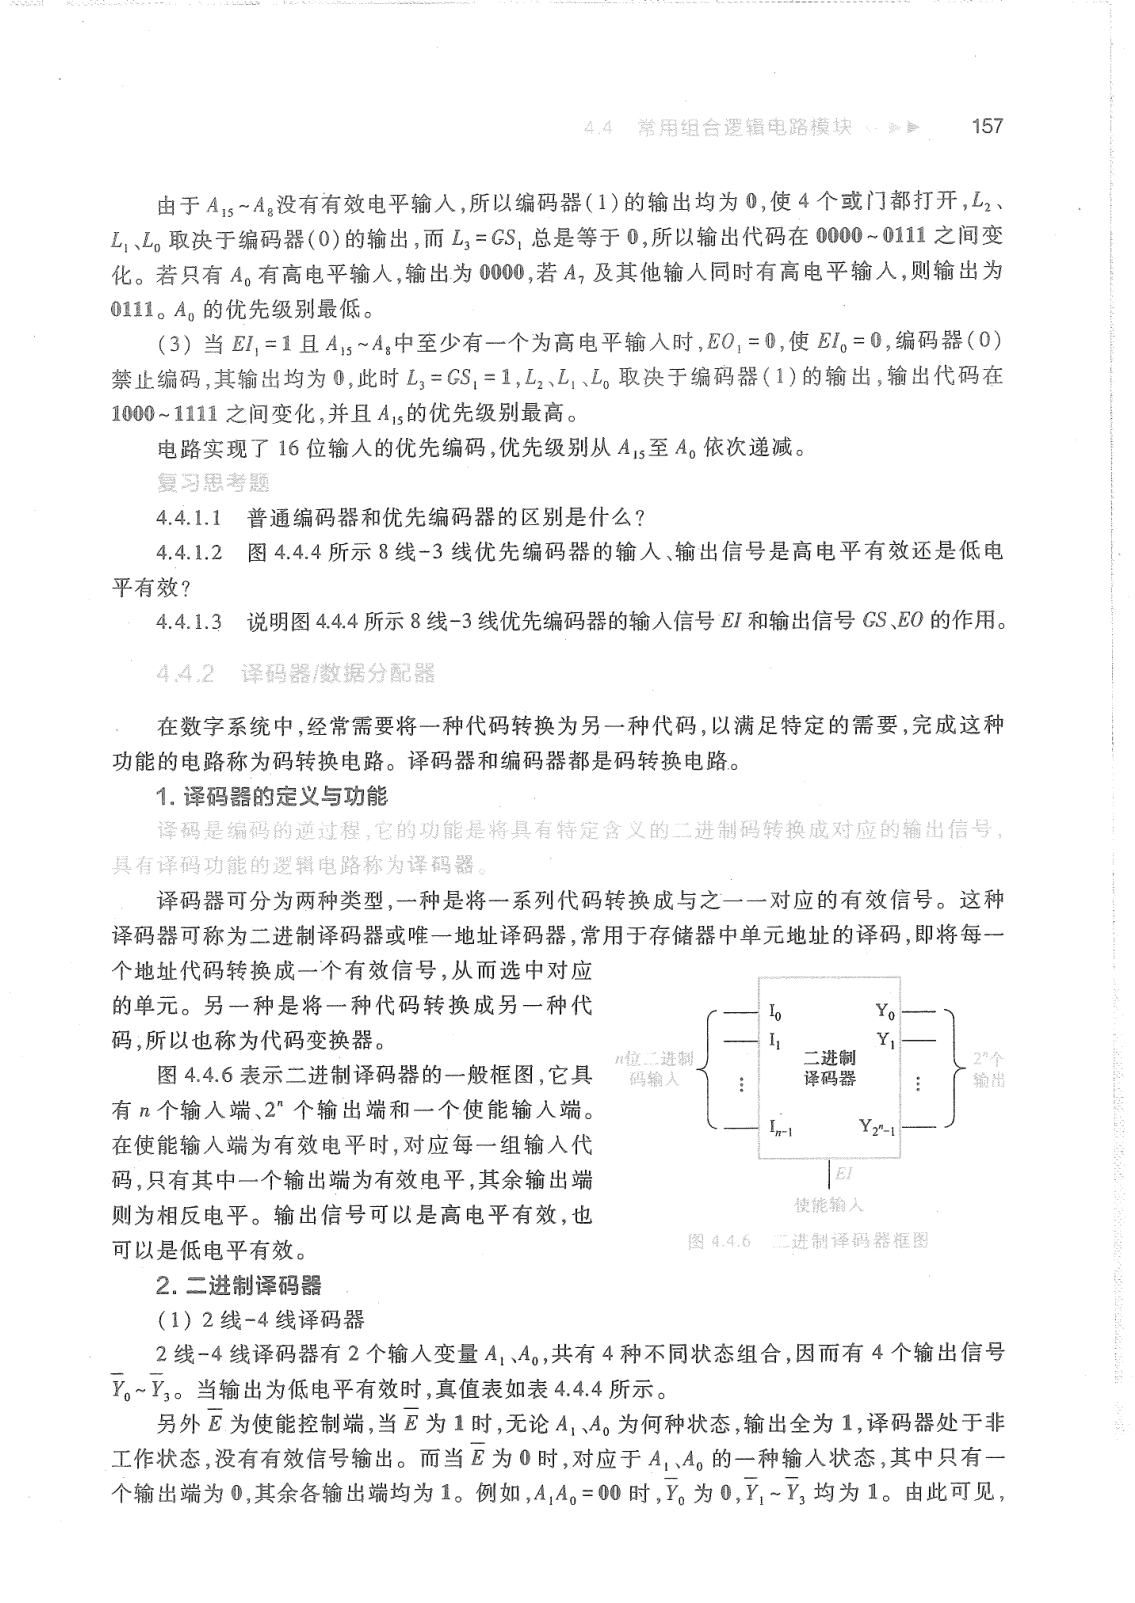 4.4 常用组合逻辑电路模块 157
由于 A₁₅~A₈没有有效电平输入,所以编码器(1)的输出均为 0,使 4 个或门都打开,L₂、
L₁、L₀ 取决于编码器(0)的输出,而 L₃=GS₁ 总是等于 0,所以输出代码在 0000~0111 之间变
化。若只有 A₀ 有高电平输入,输出为 0000,若 A₇ 及其他输入同时有高电平输入,则输出为
0111。A₀ 的优先级别最低。
(3) 当 EI₁=1 且 A₁₅~A₈中至少有一个为高电平输入时,EO₁=0,使 EI₀=0,编码器(0)
禁止编码,其输出均为 0,此时 L₃=GS₁=1,L₂、L₁、L₀ 取决于编码器(1)的输出,输出代码在
1000~1111 之间变化,并且 A₁₅的优先级别最高。
电路实现了 16 位输入的优先编码,优先级别从 A₁₅至 A₀ 依次递减。
复习思考题
4.4.1.1 普通编码器和优先编码器的区别是什么?
4.4.1.2 图 4.4.4 所示 8 线-3 线优先编码器的输入、输出信号是高电平有效还是低电
平有效?
4.4.1.3 说明图 4.4.4 所示 8 线-3 线优先编码器的输入信号 EI 和输出信号 GS、EO 的作用。
4.4.2 译码器/数据分配器
在数字系统中,经常需要将一种代码转换为另一种代码,以满足特定的需要,完成这种
功能的电路称为码转换电路。译码器和编码器都是码转换电路。
1. 译码器的定义与功能
译码是编码的逆过程,它的功能是将具有特定含义的二进制码转换成对应的输出信号,
具有译码功能的逻辑电路称为译码器。
译码器可分为两种类型,一种是将一系列代码转换成与之一一对应的有效信号。这种
译码器可称为二进制译码器或唯一地址译码器,常用于存储器中单元地址的译码,即将每一
个地址代码转换成一个有效信号,从而选中对应
的单元。另一种是将一种代码转换成另一种代
码,所以也称为代码变换器。
图 4.4.6 表示二进制译码器的一般框图,它具
有 n 个输入端、2ⁿ 个输出端和一个使能输入端。
在使能输入端为有效电平时,对应每一组输入代
码,只有其中一个输出端为有效电平,其余输出端
则为相反电平。输出信号可以是高电平有效,也
可以是低电平有效。
I₀ Y₀
I₁ Y₁
n位二进制 二进制 2ⁿ个
码输入 ⋮ 译码器 ⋮ 输出
Iₙ₋₁ Y₂ⁿ₋₁
EI
使能输入
图 4.4.6 二进制译码器框图
2. 二进制译码器
(1) 2 线-4 线译码器
2 线-4 线译码器有 2 个输入变量 A₁、A₀,共有 4 种不同状态组合,因而有 4 个输出信号
Y̅₀~Y̅₃。当输出为低电平有效时,真值表如表 4.4.4 所示。
另外 E̅ 为使能控制端,当 E̅ 为 1 时,无论 A₁、A₀ 为何种状态,输出全为 1,译码器处于非
工作状态,没有有效信号输出。而当 E̅ 为 0 时,对应于 A₁、A₀ 的一种输入状态,其中只有一
个输出端为 0,其余各输出端均为 1。例如,A₁A₀=00 时,Y̅₀ 为 0,Y̅₁~Y̅₃ 均为 1。由此可见,